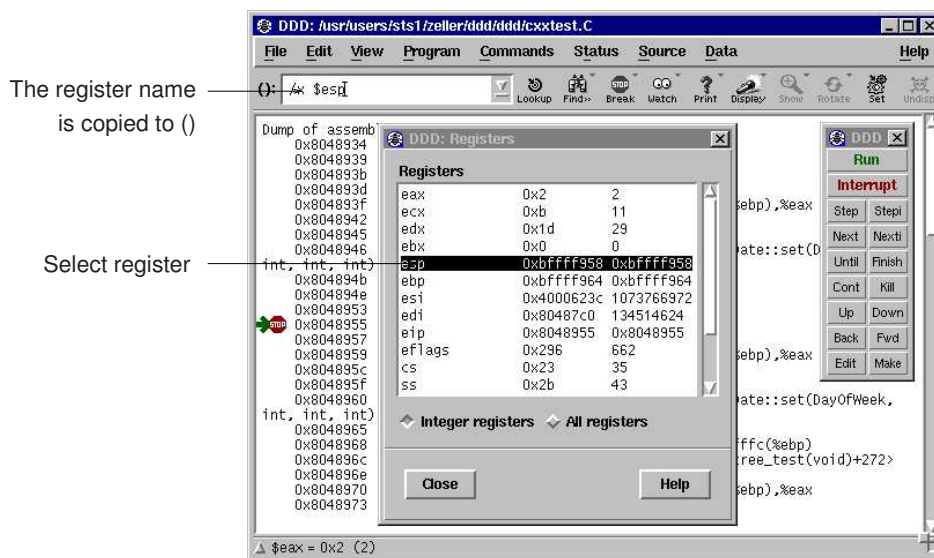 DDD: /usr/users/sts1/zeller/ddd/ddd/cxxtest.C
File Edit View Program Commands Status Source Data Help
The register name
is copied to ()
(): /x $esp
Lookup Find>> Break Watch Print Display Show Rotate Set Undisp
Dump of assemb
0x8048934
0x8048939
0x804893b
0x804893d
0x804893f %ebp),%eax
0x8048942
0x8048945
0x8048946 ate::set(D
int, int, int)
0x804894b
0x804894e
0x8048953
STOP 0x8048955
0x8048957
0x8048959 %ebp),%eax
0x804895c
0x804895f
0x8048960 ate::set(DayOfWeek,
int, int, int)
0x8048965
0x8048968 fffc(%ebp)
0x804896c tree_test(void)+272>
0x804896e
0x8048970 %ebp),%eax
0x8048973
Select register
DDD: Registers
Registers
eax 0x2 2
ecx 0xb 11
edx 0x1d 29
ebx 0x0 0
esp 0xbffff958 0xbffff958
ebp 0xbffff964 0xbffff964
esi 0x4000623c 1073766972
edi 0x80487c0 134514624
eip 0x8048955 0x8048955
eflags 0x296 662
cs 0x23 35
ss 0x2b 43
Integer registers All registers
Close Help
DDD
Run
Interrupt
Step Stepi
Next Nexti
Until Finish
Cont Kill
Up Down
Back Fwd
Edit Make
$eax = 0x2 (2)